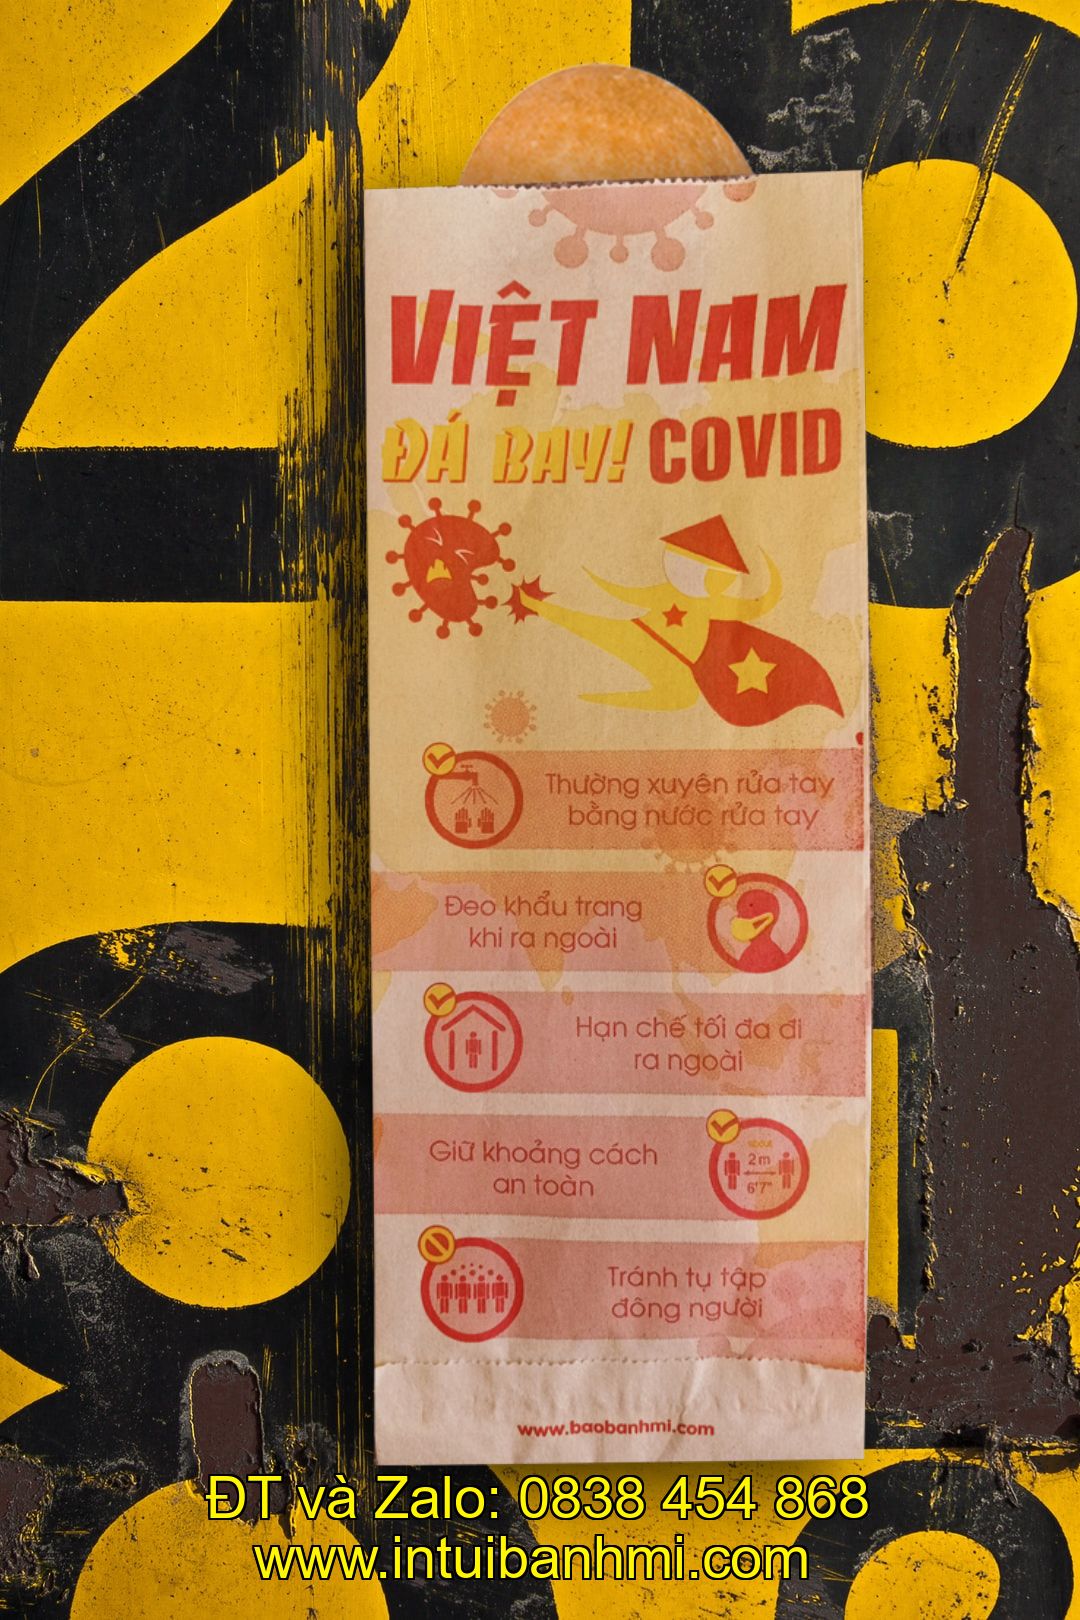 VIỆT NAM
ĐÁ BAY! COVID
Thường xuyên rửa tay
bằng nước rửa tay
Đeo khẩu trang
khi ra ngoài
Hạn chế tối đa đi
ra ngoài
Giữ khoảng cách
an toàn
about
2m
6'7"
Tránh tụ tập
đông người
www.baobanhmi.com
ĐT và Zalo: 0838 454 868
www.intuibanhmi.com